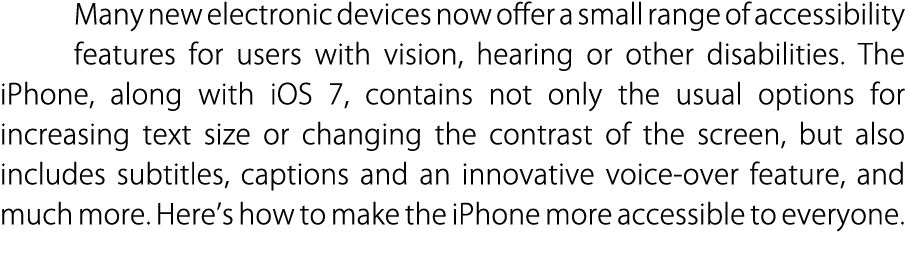 Many new electronic devices now offer a small range of accessibility
features for users with vision, hearing or other disabilities. The
iPhone, along with iOS 7, contains not only the usual options for
increasing text size or changing the contrast of the screen, but also
includes subtitles, captions and an innovative voice-over feature, and
much more. Here’s how to make the iPhone more accessible to everyone.